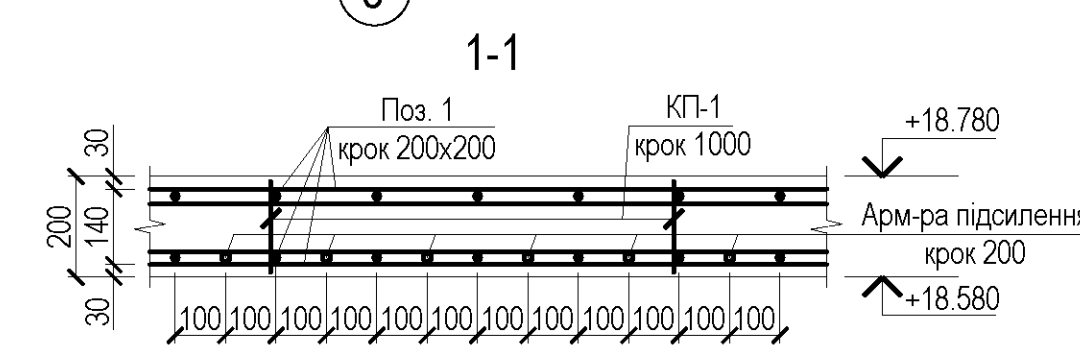 1-1
Поз. 1
крок 200х200
КП-1
крок 1000
+18.780
30
200
140
30
Арм-ра підсилення
крок 200
+18.580
100 100 100 100 100 100 100 100 100 100 100 100